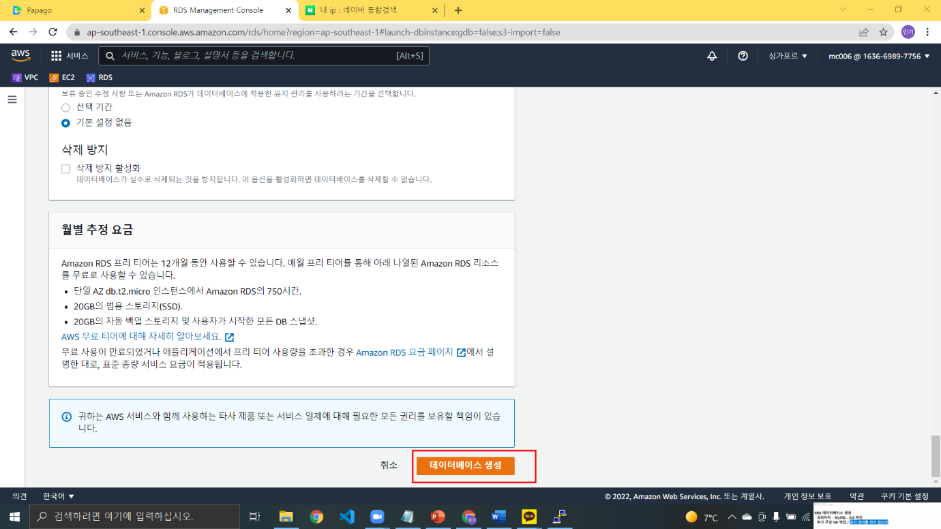 Papago
RDS Management Console
내 ip : 네이버 통합검색
ap-southeast-1.console.aws.amazon.com/rds/home?region=ap-southeast-1#launch-dbinstance:gdb=false;s3-import=false
민기
aws
서비스
서비스, 기능, 블로그, 설명서 등을 검색합니다.
[Alt+S]
싱가포르 ▼
mc006 @ 1636-6989-7756 ▼
VPC
EC2
RDS
보류 중인 수정 사항 또는 Amazon RDS가 데이터베이스에 적용한 유지 관리를 사용하려는 기간을 선택합니다.
선택 기간
기본 설정 없음
삭제 방지
삭제 방지 활성화
데이터베이스가 실수로 삭제되는 것을 방지합니다. 이 옵션을 활성화하면 데이터베이스를 삭제할 수 없습니다.
월별 추정 요금
Amazon RDS 프리 티어는 12개월 동안 사용할 수 있습니다. 매월 프리 티어를 통해 아래 나열된 Amazon RDS 리소스
를 무료로 사용할 수 있습니다.
• 단일 AZ db.t2.micro 인스턴스에서 Amazon RDS의 750시간.
• 20GB의 범용 스토리지(SSD).
• 20GB의 자동 백업 스토리지 및 사용자가 시작한 모든 DB 스냅샷.
AWS 무료 티어에 대해 자세히 알아보세요.
무료 사용이 만료되었거나 애플리케이션에서 프리 티어 사용량을 초과한 경우 Amazon RDS 요금 페이지 에서 설
명한 대로, 표준 종량 서비스 요금이 적용됩니다.
귀하는 AWS 서비스와 함께 사용하는 타사 제품 또는 서비스 일체에 대해 필요한 모든 권리를 보유할 책임이 있습
니다.
취소
데이터베이스 생성
의견
한국어 ▼
© 2022, Amazon Web Services, Inc. 또는 계열사.
개인 정보 보호
약관
쿠키 기본 설정
검색하려면 여기에 입력하십시오.
7°C